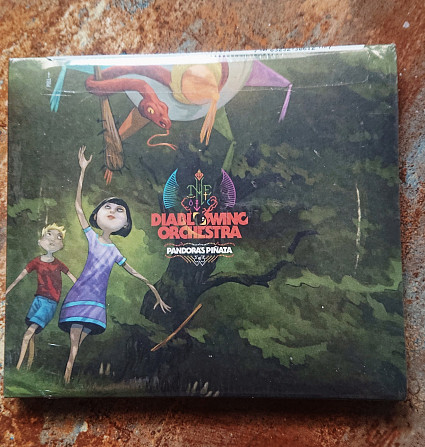 DIABLO SWING
ORCHESTRA
PANDORA'S PIÑATA